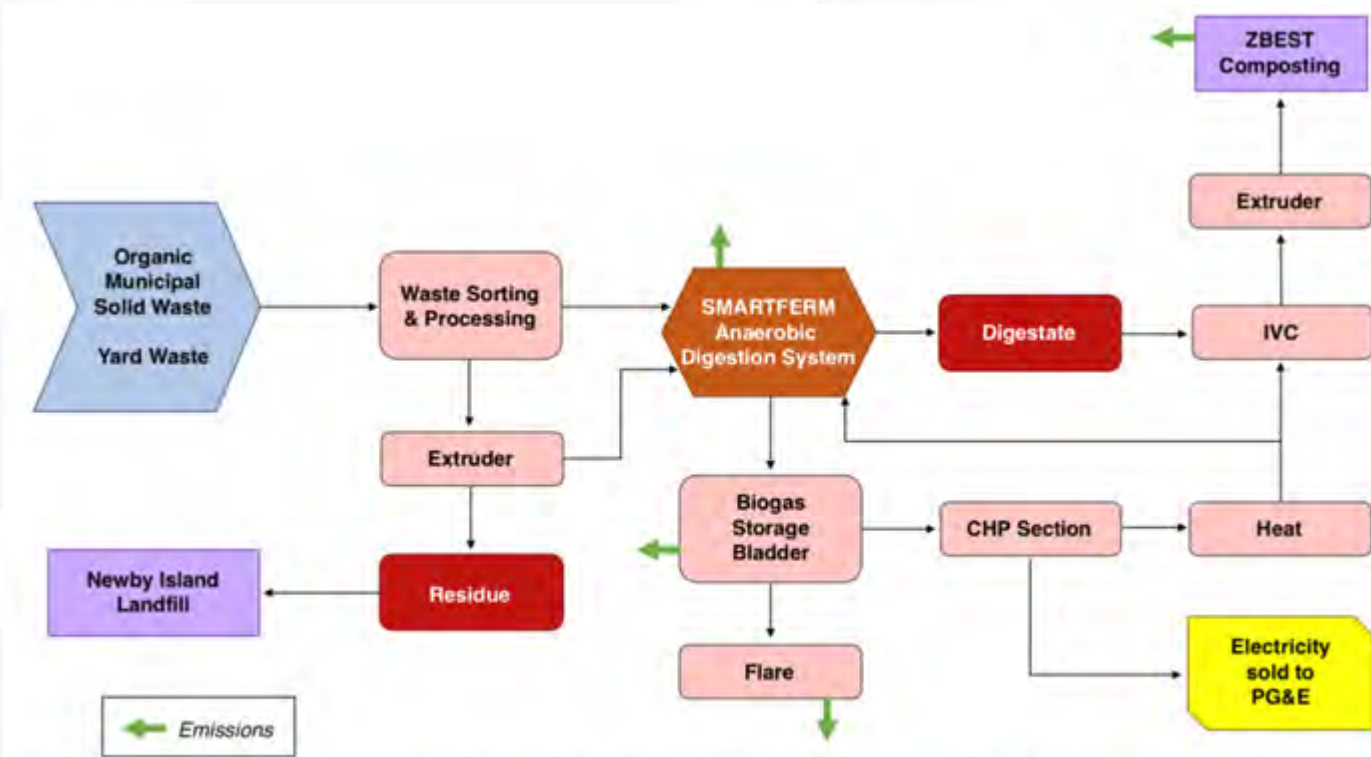 ZBEST
Composting
Extruder
Organic
Municipal
Solid Waste
Yard Waste
Waste Sorting
& Processing
SMARTFERM
Anaerobic
Digestion System
Digestate
IVC
Extruder
Biogas
Storage
Bladder
CHP Section
Heat
Newby Island
Landfill
Residue
Flare
Electricity
sold to
PG&E
Emissions